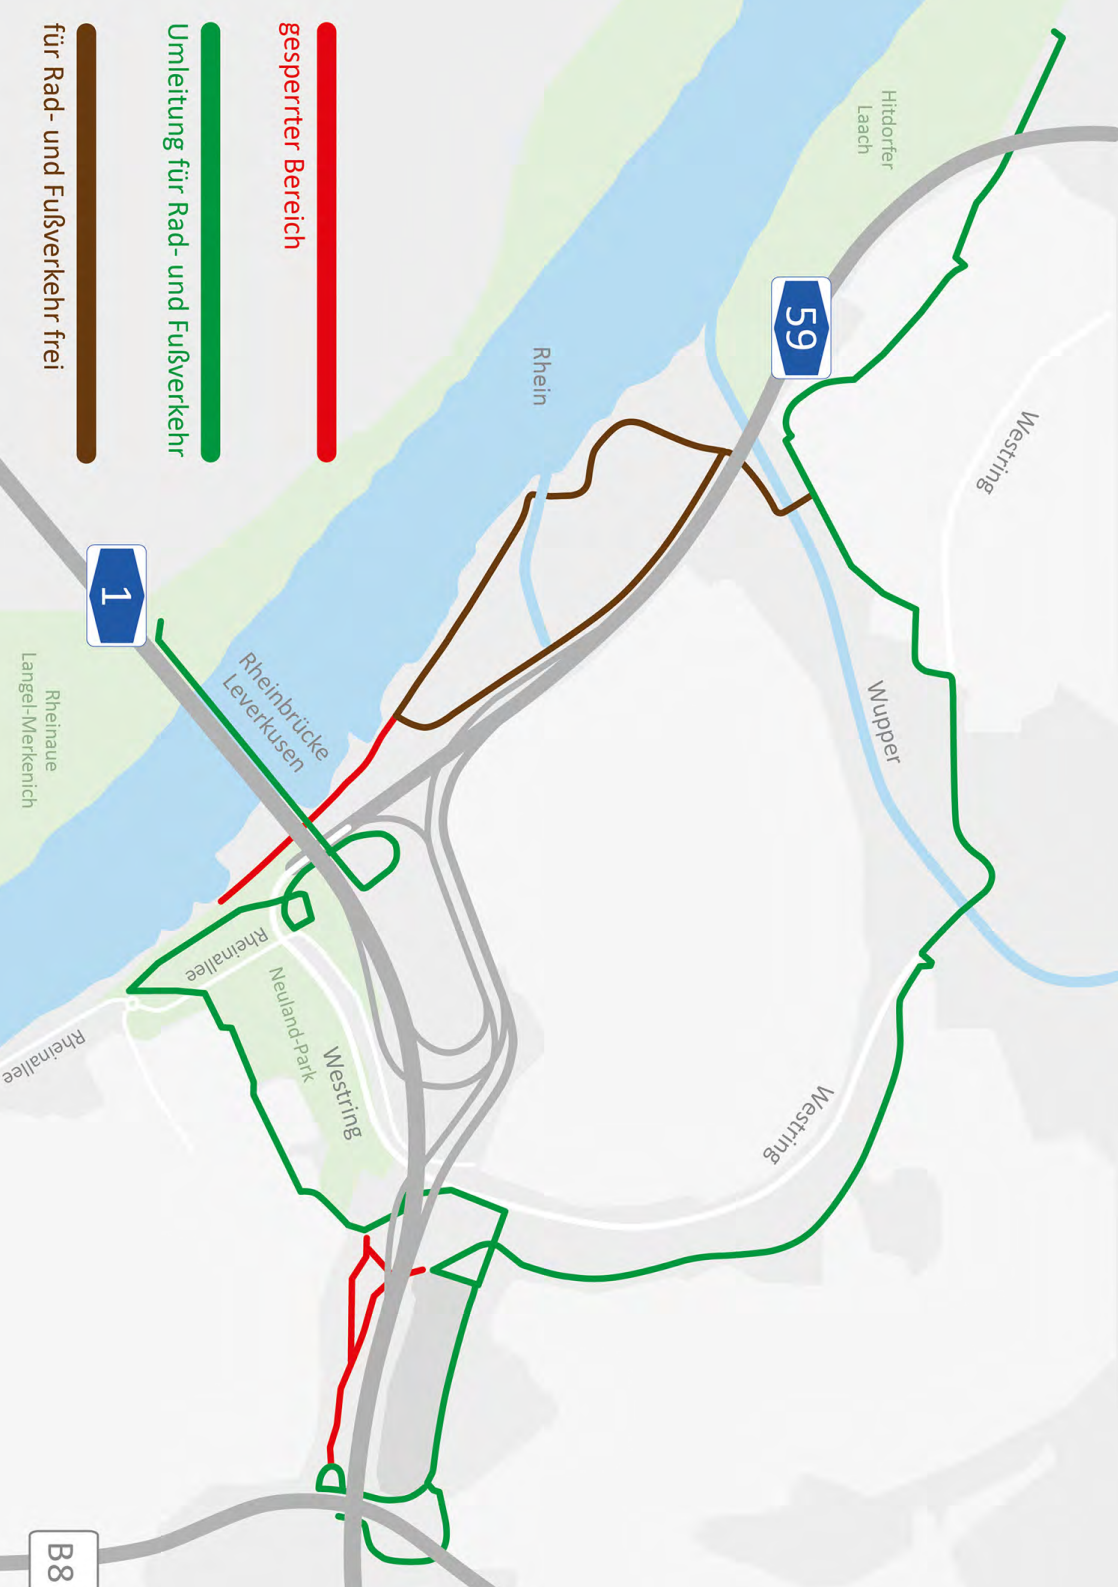 gesperrter Bereich
Umleitung für Rad- und Fußverkehr
für Rad- und Fußverkehr frei
Hitdorfer
Laach
59
Westring
Rhein
1
Rheinbrücke
Leverkusen
Rheinaue
Langel-Merkenich
Wupper
Rheinallee
Neuland-Park
Rheinallee
Westring
Westring
B8